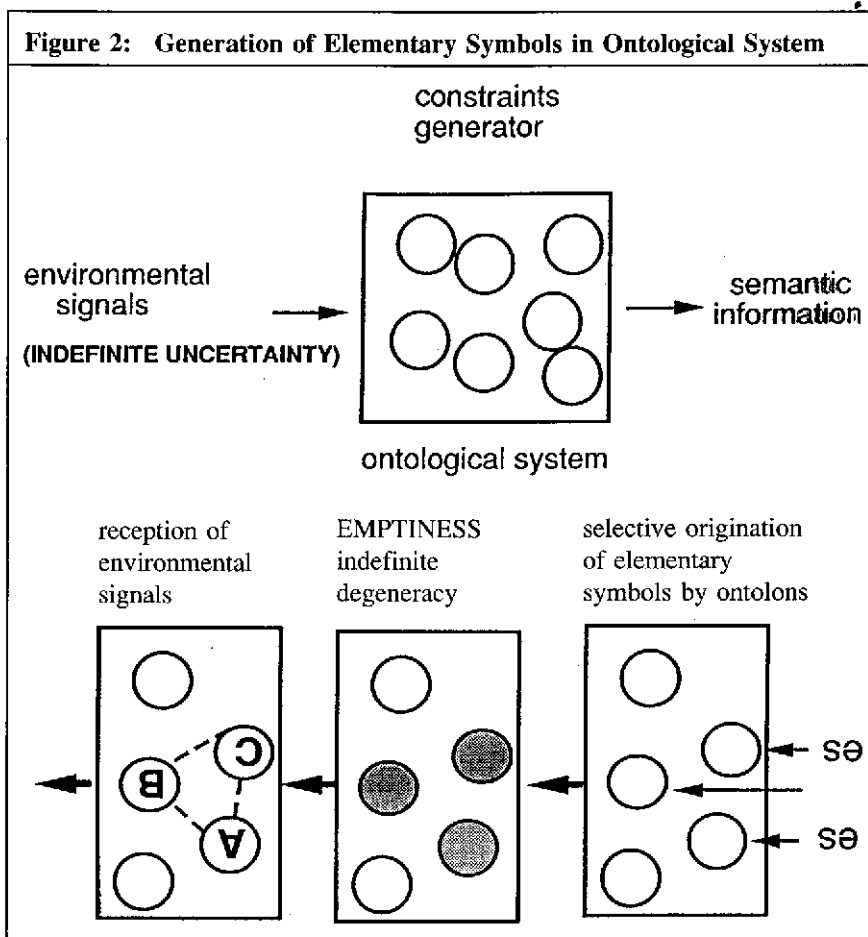 Figure 2: Generation of Elementary Symbols in Ontological System
constraints
generator
environmental
signals
(INDEFINITE UNCERTAINTY)
semantic
information
ontological system
reception of
environmental
signals
EMPTINESS
indefinite
degeneracy
selective origination
of elementary
symbols by ontolons
C
B
A
es
es